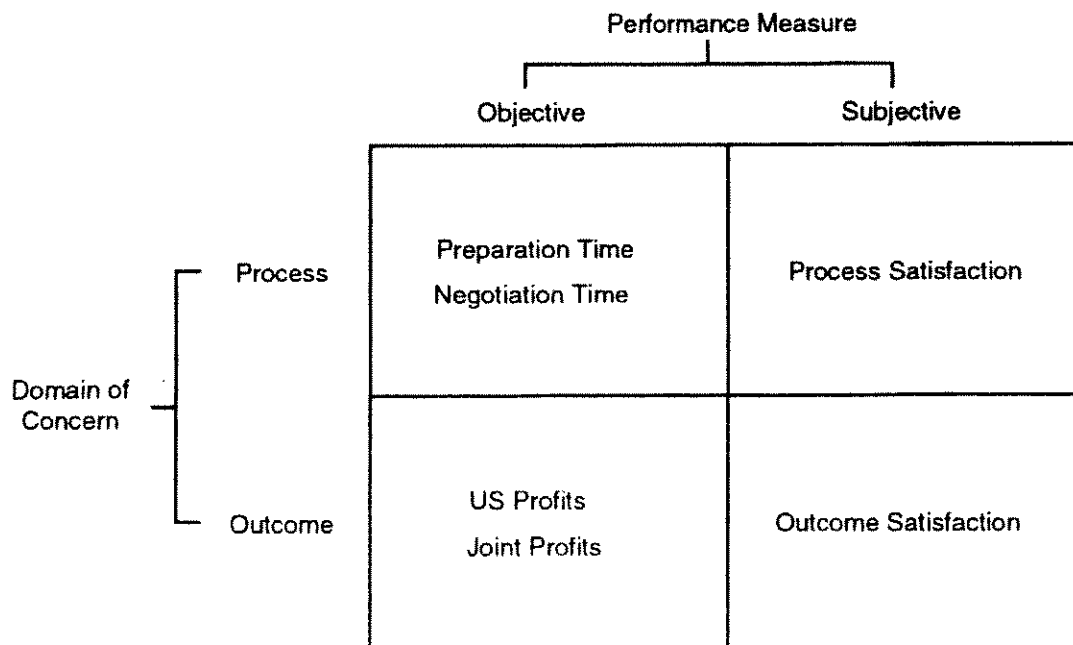 Performance Measure
Objective
Subjective
Preparation Time
Negotiation Time
Process
Process Satisfaction
Domain of
Concern
US Profits
Joint Profits
Outcome
Outcome Satisfaction